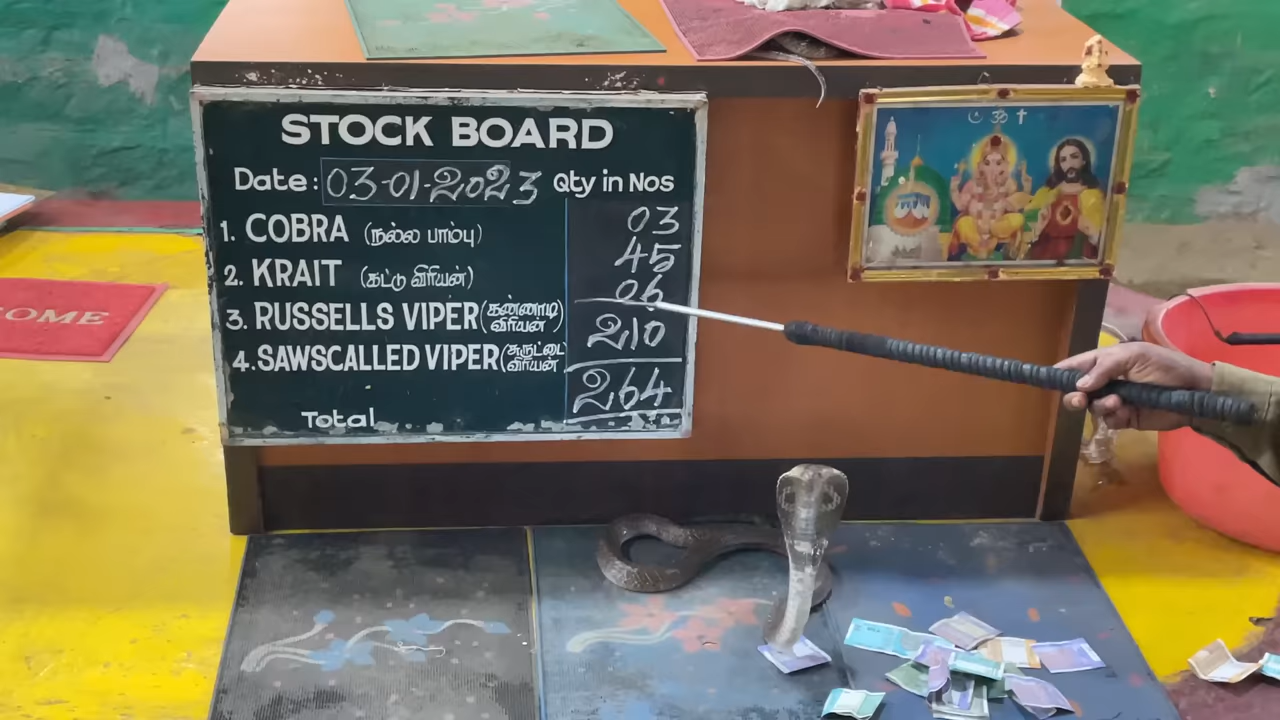 STOCK BOARD
Date: 03-01-2023 Qty in Nos
1. COBRA (நல்ல பாம்பு) 03
2. KRAIT (கட்டு விரியன்) 45
3. RUSSELLS VIPER (கண்ணாடி விரியன்) 06
4. SAWSCALLED VIPER (சுருட்டை விரியன்) 210
Total 264
ॐ
OME